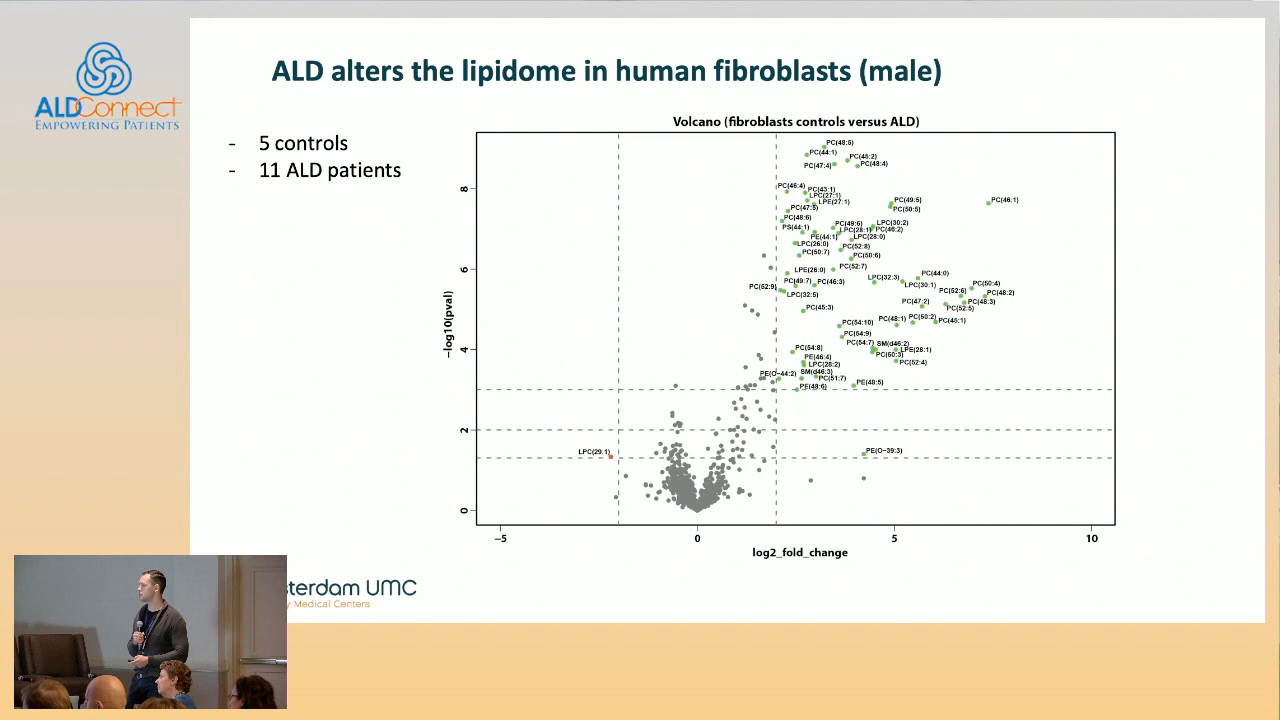 ALDConnect
EMPOWERING PATIENTS
ALD alters the lipidome in human fibroblasts (male)
- 5 controls
- 11 ALD patients
Volcano (fibroblasts controls versus ALD)
PC(48:5)
PC(44:1)
PC(45:2)
PC(47:4)
PC(48:4)
PC(46:4)
PC(43:1)
LPC(27:1)
LPE(27:1)
PC(49:5)
PC(50:5)
PC(46:1)
PC(47:5)
PC(48:6)
PS(44:1)
PC(49:6)
LPC(30:2)
LPC(28:1)
PC(46:2)
PE(44:1)
LPC(28:0)
LPC(26:0)
PC(52:8)
PC(50:7)
PC(50:6)
LPE(26:0)
PC(52:7)
PC(49:7)
PC(46:3)
LPC(32:3)
PC(44:0)
LPC(30:1)
PC(52:9)
LPC(32:5)
PC(52:6)
PC(50:4)
PC(48:2)
PC(45:3)
PC(47:2)
PC(48:3)
PC(52:5)
PC(54:10)
PC(48:1)
PC(50:2)
PC(45:1)
PC(54:9)
PC(54:7)
SM(d46:2)
PC(54:8)
PC(50:3)
LPE(28:1)
PE(46:4)
LPC(28:2)
PC(52:4)
PE(O−44:2)
SM(d46:3)
PC(51:7)
PE(48:5)
PE(48:6)
LPC(29:1)
PE(O−39:3)
−log10(pval)
8
6
4
2
0
−5
0
5
10
log2_fold_change
sterdam UMC
y Medical Centers